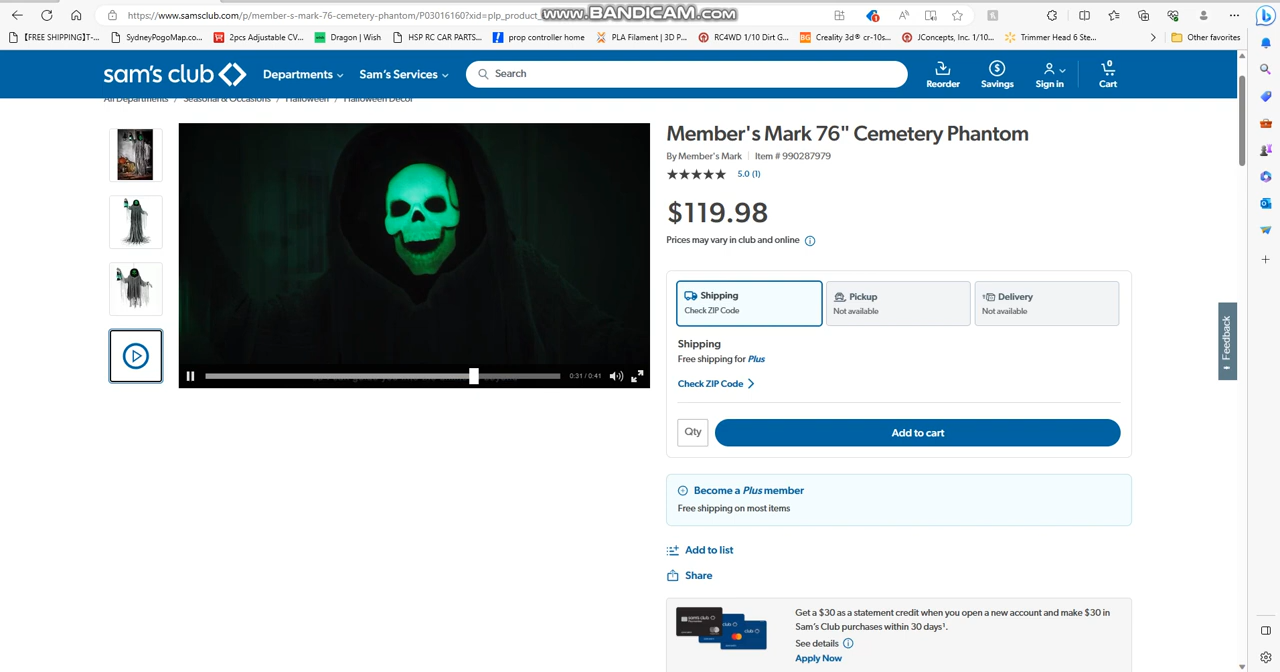 https://www.samsclub.com/p/member-s-mark-76-cemetery-phantom/P03016160?xid=plp_product_
www.BANDICAM.com
【FREE SHIPPING】T-...
SydneyPogoMap.co...
2pcs Adjustable CV...
Dragon | Wish
HSP RC CAR PARTS...
prop controller home
PLA Filament | 3D P...
RC4WD 1/10 Dirt G...
Creality 3d® cr-10s...
JConcepts, Inc. 1/10...
Trimmer Head 6 Ste...
Other favorites
sam's club
Departments
Sam's Services
Search
Reorder
Savings
Sign in
0
Cart
All Departments / Seasonal & Occasions / Halloween / Halloween Decor
Member's Mark 76" Cemetery Phantom
By Member's Mark | Item # 990287979
5.0 (1)
$119.98
Prices may vary in club and online
Shipping
Check ZIP Code
Pickup
Not available
Delivery
Not available
Shipping
Free shipping for Plus
Check ZIP Code
0:31 / 0:41
Qty
Add to cart
Become a Plus member
Free shipping on most items
Add to list
Share
Get a $30 as a statement credit when you open a new account and make $30 in
Sam's Club purchases within 30 days¹.
See details
Apply Now
Feedback